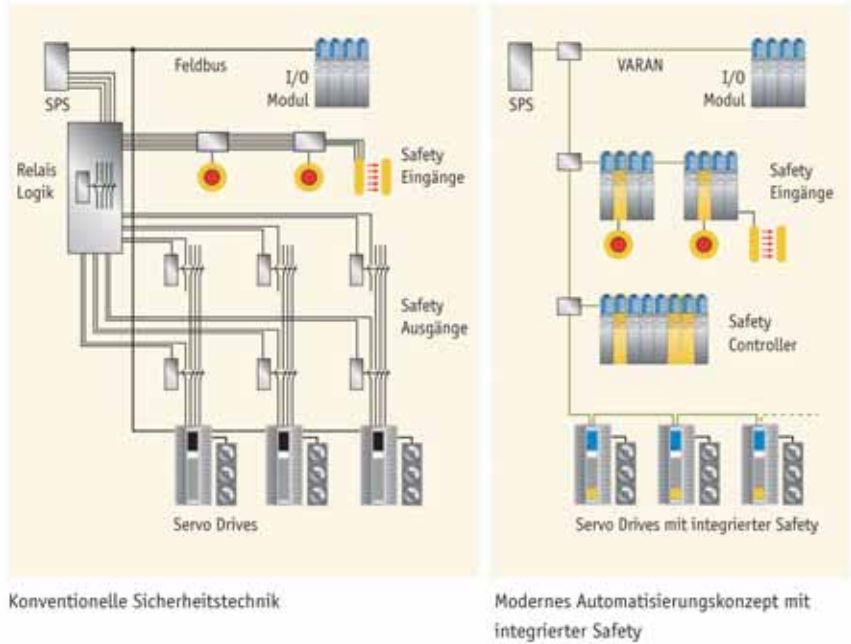 Feldbus
I/O
Modul
SPS
Relais
Logik
Safety
Eingänge
Safety
Ausgänge
Servo Drives
Konventionelle Sicherheitstechnik
VARAN
I/O
Modul
SPS
Safety
Eingänge
Safety
Controller
Servo Drives mit integrierter Safety
Modernes Automatisierungskonzept mit
integrierter Safety